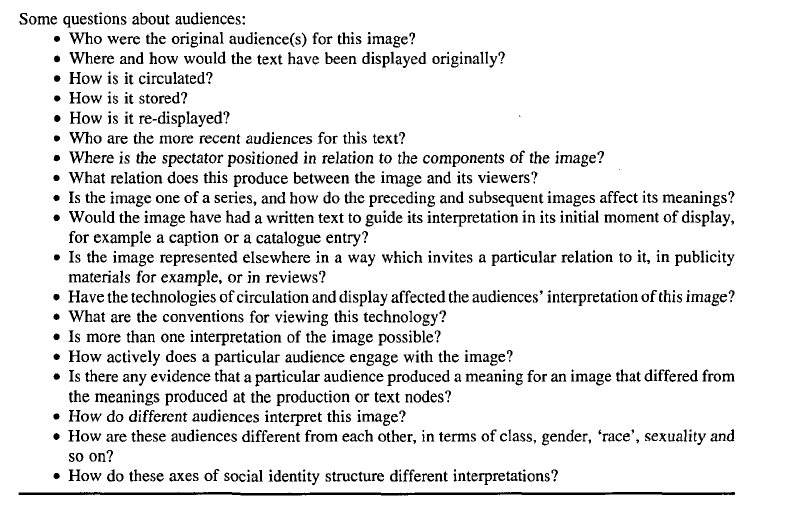 Some questions about audiences:
• Who were the original audience(s) for this image?
• Where and how would the text have been displayed originally?
• How is it circulated?
• How is it stored?
• How is it re-displayed?
• Who are the more recent audiences for this text?
• Where is the spectator positioned in relation to the components of the image?
• What relation does this produce between the image and its viewers?
• Is the image one of a series, and how do the preceding and subsequent images affect its meanings?
• Would the image have had a written text to guide its interpretation in its initial moment of display,
for example a caption or a catalogue entry?
• Is the image represented elsewhere in a way which invites a particular relation to it, in publicity
materials for example, or in reviews?
• Have the technologies of circulation and display affected the audiences' interpretation of this image?
• What are the conventions for viewing this technology?
• Is more than one interpretation of the image possible?
• How actively does a particular audience engage with the image?
• Is there any evidence that a particular audience produced a meaning for an image that differed from
the meanings produced at the production or text nodes?
• How do different audiences interpret this image?
• How are these audiences different from each other, in terms of class, gender, 'race', sexuality and
so on?
• How do these axes of social identity structure different interpretations?